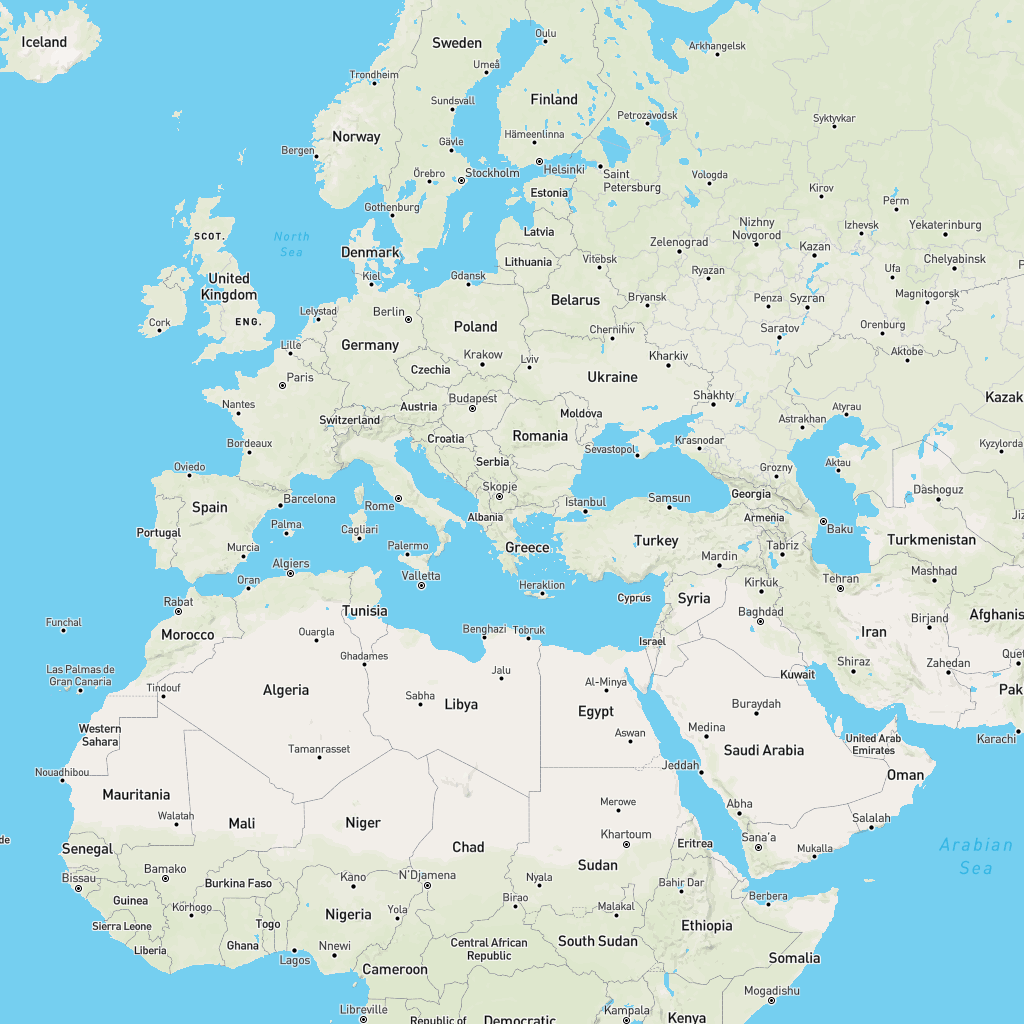 Iceland
Sweden
Oulu
Arkhangelsk
Umeå
Trondheim
Sundsvall
Finland
Petrozavodsk
Syktyvkar
Norway
Hämeenlinna
Bergen
Gävle
Helsinki
Örebro
Stockholm
Saint
Petersburg
Vologda
Kirov
Estonia
Perm
Gothenburg
Nizhny
Novgorod
Izhevsk
Yekaterinburg
SCOT.
North
Sea
Latvia
Zelenograd
Kazan
Denmark
Lithuania
Vitebsk
Ryazan
Ufa
Chelyabinsk
United
Kingdom
Kiel
Gdansk
Belarus
Bryansk
Penza
Syzran
Magnitogorsk
Cork
ENG.
Lelystad
Berlin
Poland
Chernihiv
Saratov
Orenburg
Lille
Germany
Krakow
Lviv
Kharkiv
Aktobe
Paris
Czechia
Ukraine
Nantes
Austria
Budapest
Moldova
Shakhty
Atyrau
Kazak
Switzerland
Astrakhan
Bordeaux
Croatia
Romania
Sevastopol
Krasnodar
Kyzylorda
Oviedo
Serbia
Grozny
Aktau
Skopje
Dashoguz
Spain
Barcelona
Rome
Istanbul
Samsun
Georgia
Portugal
Palma
Cagliari
Albania
Armenia
Baku
Jiz
Murcia
Palermo
Greece
Turkey
Mardin
Tabriz
Turkmenistan
Oran
Algiers
Valletta
Heraklion
Cyprus
Syria
Kirkuk
Tehran
Mashhad
Rabat
Tunisia
Baghdad
Birjand
Afghanis
Funchal
Morocco
Ouargla
Benghazi
Tobruk
Israel
Iran
Ghadames
Shiraz
Zahedan
Quet
Las Palmas de
Gran Canaria
Tindouf
Algeria
Jalu
Kuwait
Pak
Sabha
Libya
Al-Minya
Egypt
Buraydah
Western
Sahara
Medina
Aswan
Saudi Arabia
United Arab
Emirates
Karachi
Nouadhibou
Tamanrasset
Jeddah
Oman
Mauritania
Merowe
Abha
Walatah
Mali
Niger
Khartoum
Sana'a
Salalah
de
Senegal
Chad
Eritrea
Mukalla
Arabian
Sea
Bissau
Bamako
Burkina Faso
Kano
N'Djamena
Nyala
Sudan
Bahir Dar
Berbera
Guinea
Korhogo
Nigeria
Yola
Birao
Malakal
Ethiopia
Sierra Leone
Togo
Liberia
Ghana
Nnewi
Central African
Republic
South Sudan
Somalia
Lagos
Cameroon
Mogadishu
Libreville
Kampala
Republic of
Democratic
Kenya